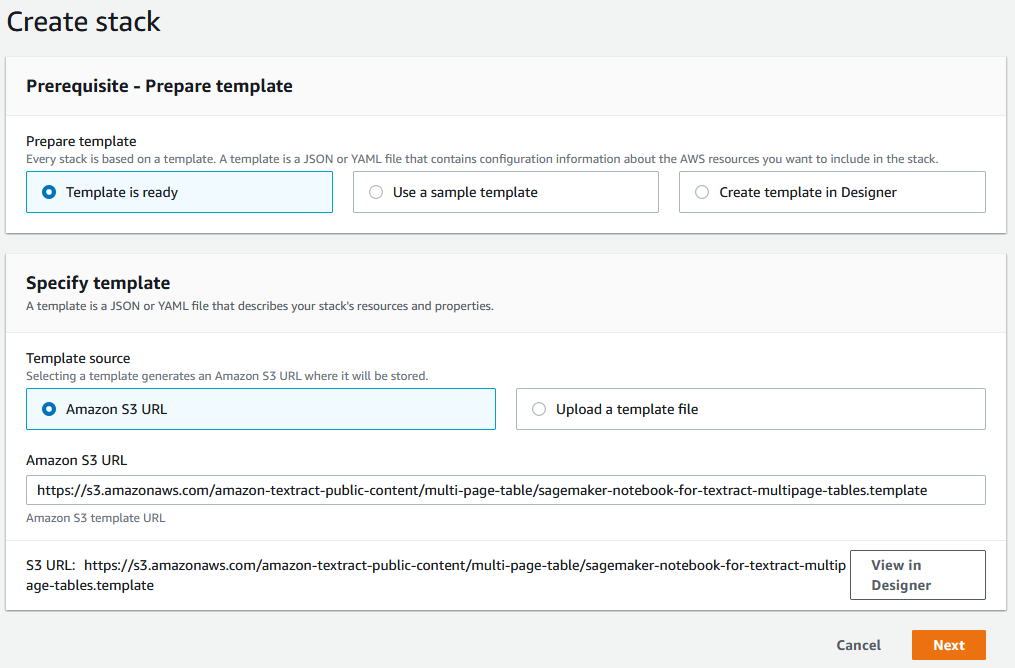 Create stack
Prerequisite - Prepare template
Prepare template
Every stack is based on a template. A template is a JSON or YAML file that contains configuration information about the AWS resources you want to include in the stack.
Template is ready
Use a sample template
Create template in Designer
Specify template
A template is a JSON or YAML file that describes your stack's resources and properties.
Template source
Selecting a template generates an Amazon S3 URL where it will be stored.
Amazon S3 URL
Upload a template file
Amazon S3 URL
https://s3.amazonaws.com/amazon-textract-public-content/multi-page-table/sagemaker-notebook-for-textract-multipage-tables.template
Amazon S3 template URL
S3 URL: https://s3.amazonaws.com/amazon-textract-public-content/multi-page-table/sagemaker-notebook-for-textract-multip
age-tables.template
View in
Designer
Cancel
Next